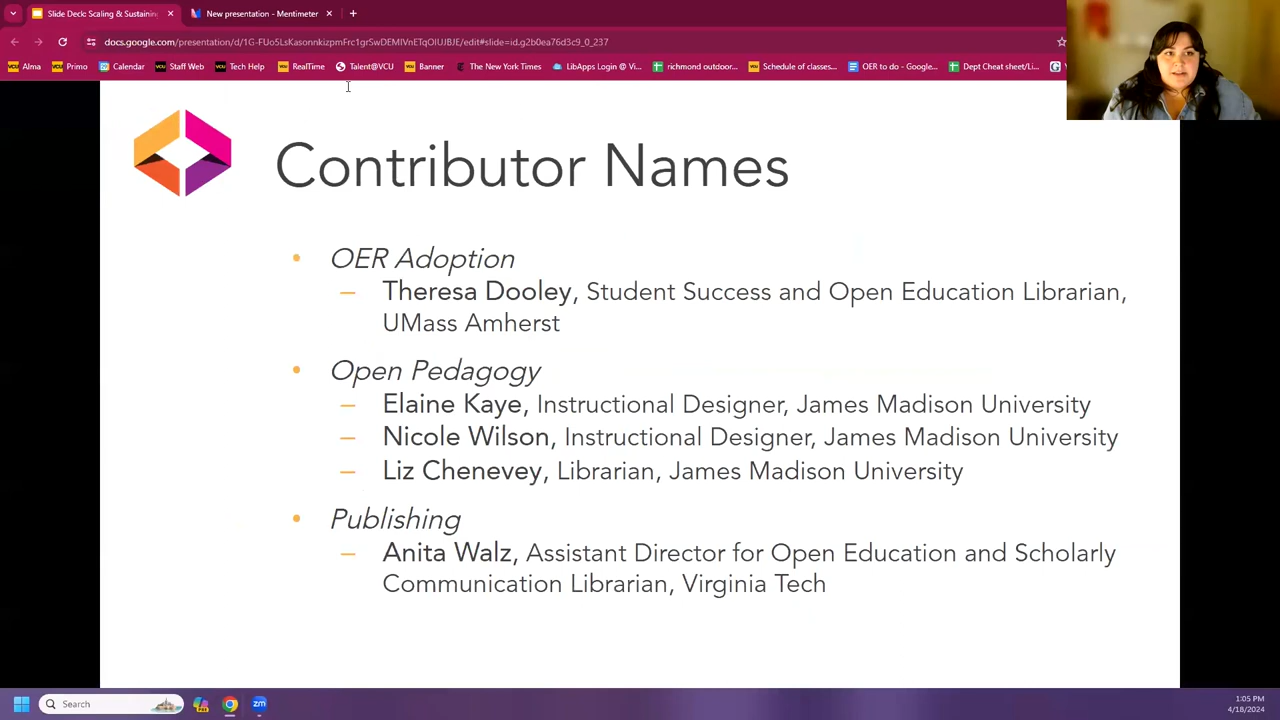 Slide Deck: Scaling & Sustainin
New presentation - Mentimeter
docs.google.com/presentation/d/1G-FUo5LsKasonnkizpmFrc1grSwDEMIVnETqOIUJBJE/edit#slide=id.g2b0ea76d3c9_0_237
Alma
Primo
Calendar
Staff Web
Tech Help
RealTime
Talent@VCU
Banner
The New York Times
LibApps Login @ Vi...
richmond outdoor...
Schedule of classes...
OER to do - Google...
Dept Cheat sheet/Li...
Contributor Names
• OER Adoption
– Theresa Dooley, Student Success and Open Education Librarian,
UMass Amherst
• Open Pedagogy
– Elaine Kaye, Instructional Designer, James Madison University
– Nicole Wilson, Instructional Designer, James Madison University
– Liz Chenevey, Librarian, James Madison University
• Publishing
– Anita Walz, Assistant Director for Open Education and Scholarly
Communication Librarian, Virginia Tech
Search
zm
1:05 PM
4/18/2024